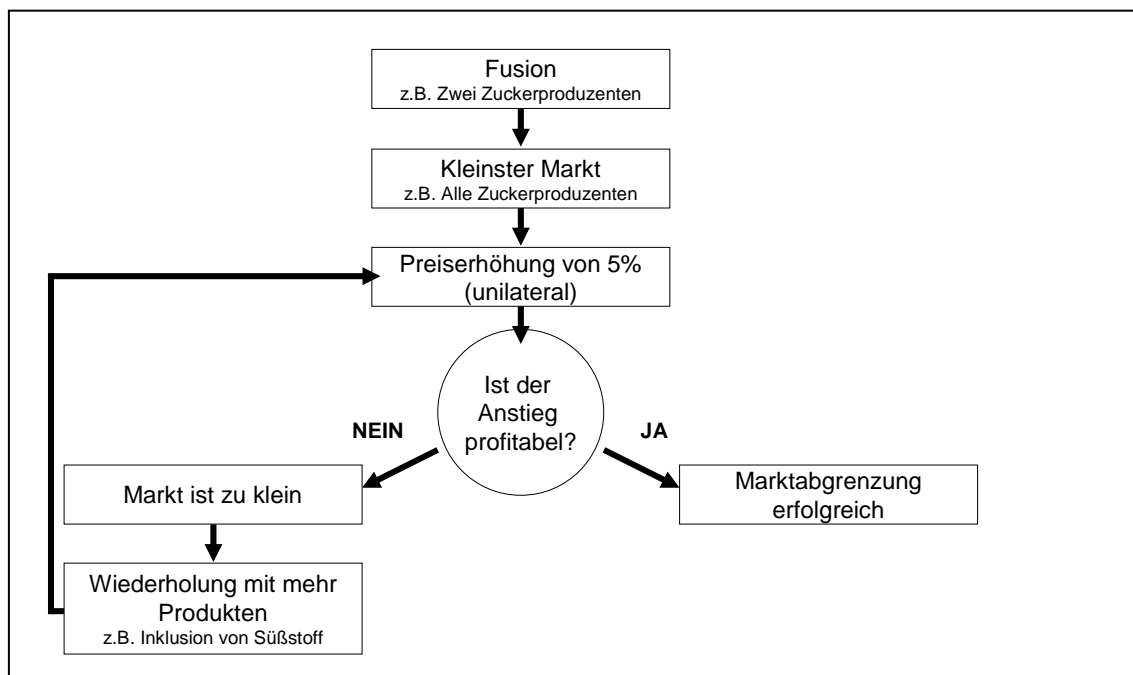 Fusion
z.B. Zwei Zuckerproduzenten
Kleinster Markt
z.B. Alle Zuckerproduzenten
Preiserhöhung von 5%
(unilateral)
Ist der
Anstieg
profitabel?
NEIN
JA
Markt ist zu klein
Marktabgrenzung
erfolgreich
Wiederholung mit mehr
Produkten
z.B. Inklusion von Süßstoff